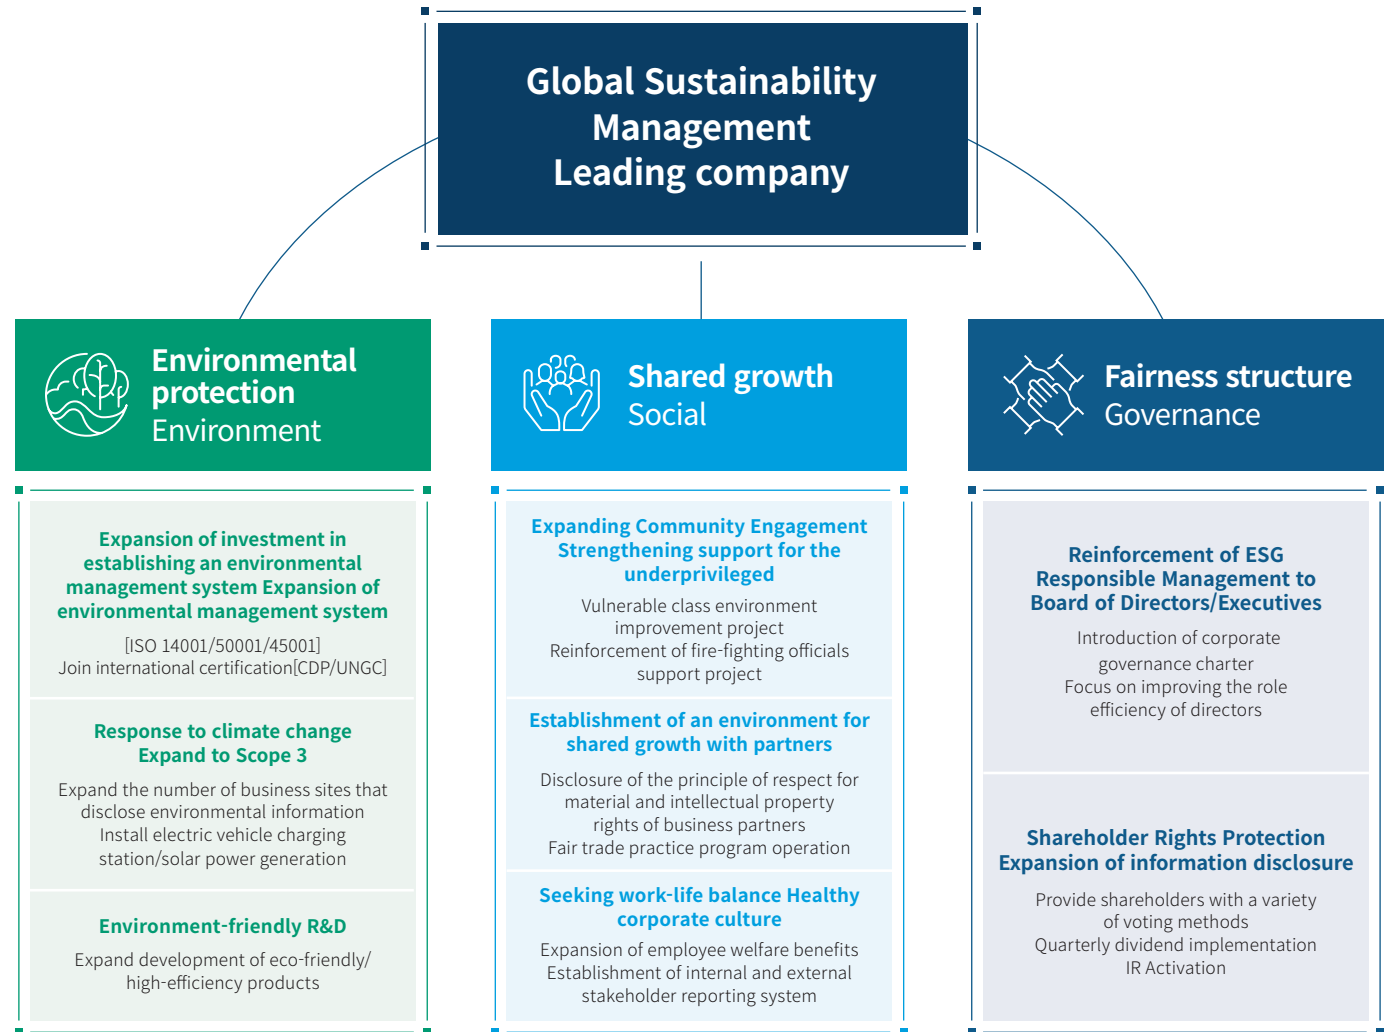 Global Sustainability
Management
Leading company
Environmental
protection
Environment
Expansion of investment in
establishing an environmental
management system Expansion of
environmental management system
[ISO 14001/50001/45001]
Join international certification[CDP/UNGC]
Response to climate change
Expand to Scope 3
Expand the number of business sites that
disclose environmental information
Install electric vehicle charging
station/solar power generation
Environment-friendly R&D
Expand development of eco-friendly/
high-efficiency products
Shared growth
Social
Expanding Community Engagement
Strengthening support for the
underprivileged
Vulnerable class environment
improvement project
Reinforcement of fire-fighting officials
support project
Establishment of an environment for
shared growth with partners
Disclosure of the principle of respect for
material and intellectual property
rights of business partners
Fair trade practice program operation
Seeking work-life balance Healthy
corporate culture
Expansion of employee welfare benefits
Establishment of internal and external
stakeholder reporting system
Fairness structure
Governance
Reinforcement of ESG
Responsible Management to
Board of Directors/Executives
Introduction of corporate
governance charter
Focus on improving the role
efficiency of directors
Shareholder Rights Protection
Expansion of information disclosure
Provide shareholders with a variety
of voting methods
Quarterly dividend implementation
IR Activation